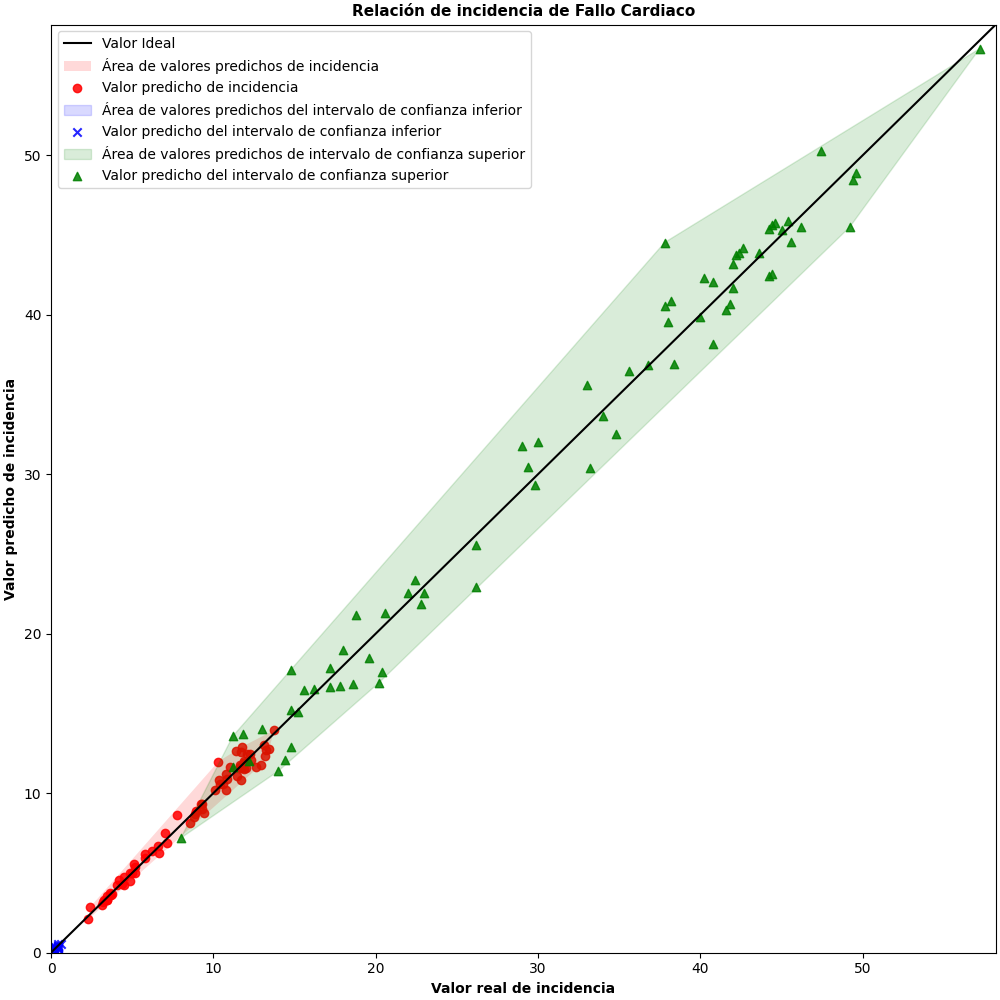 Relación de incidencia de Fallo Cardiaco
Valor Ideal
Área de valores predichos de incidencia
Valor predicho de incidencia
Área de valores predichos del intervalo de confianza inferior
Valor predicho del intervalo de confianza inferior
Área de valores predichos de intervalo de confianza superior
Valor predicho del intervalo de confianza superior
Valor predicho de incidencia
50
40
30
20
10
0
0 10 20 30 40 50
Valor real de incidencia